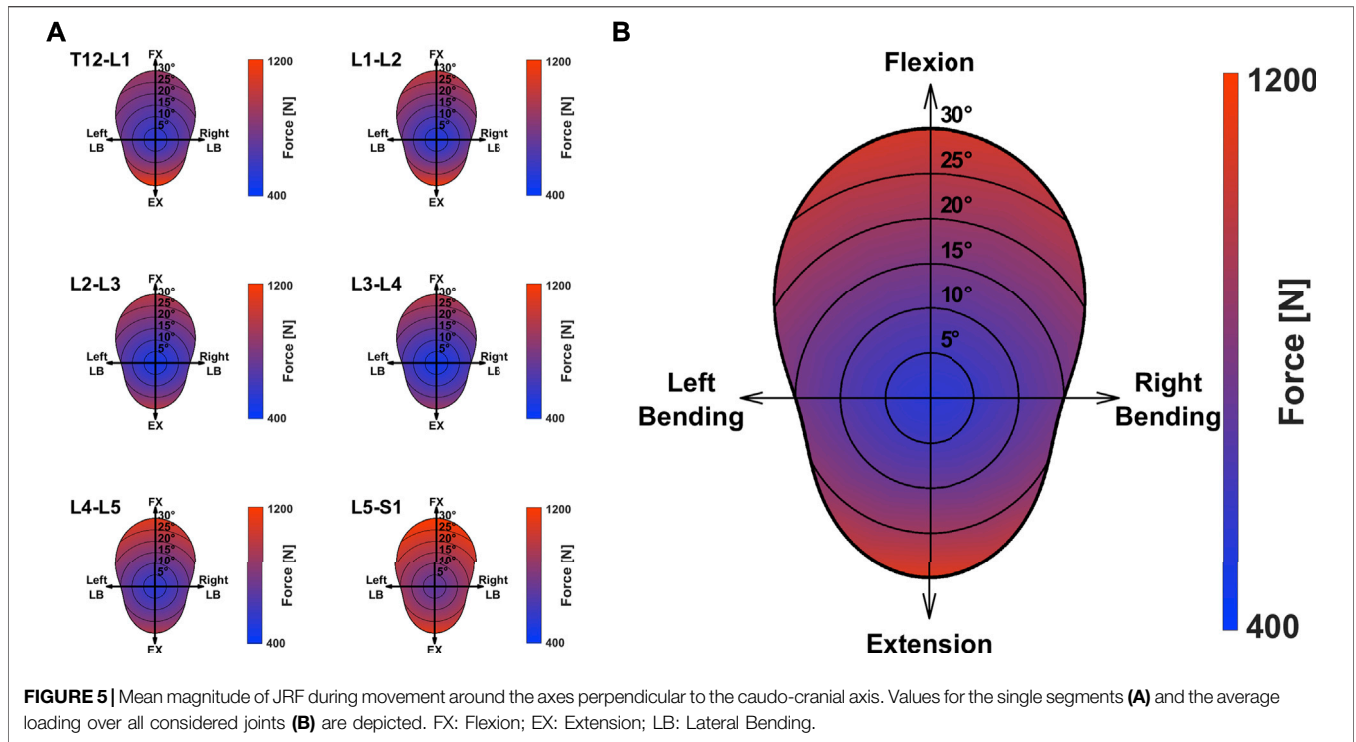 A
B
T12-L1
FX
30°
25°
20°
15°
10°
5°
Left
LB
Right
LB
EX
1200
Force [N]
400
L1-L2
FX
30°
25°
20°
15°
10°
5°
Left
LB
Right
LB
EX
1200
Force [N]
400
L2-L3
FX
30°
25°
20°
15°
10°
5°
Left
LB
Right
LB
EX
1200
Force [N]
400
L3-L4
FX
30°
25°
20°
15°
10°
5°
Left
LB
Right
LB
EX
1200
Force [N]
400
L4-L5
FX
30°
25°
20°
15°
10°
5°
Left
LB
Right
LB
EX
1200
Force [N]
400
L5-S1
FX
30°
25°
20°
15°
10°
5°
Left
LB
Right
LB
EX
1200
Force [N]
400
Flexion
30°
25°
20°
15°
10°
5°
Left
Bending
Right
Bending
Extension
1200
Force [N]
400
FIGURE 5 | Mean magnitude of JRF during movement around the axes perpendicular to the caudo-cranial axis. Values for the single segments (A) and the average
loading over all considered joints (B) are depicted. FX: Flexion; EX: Extension; LB: Lateral Bending.